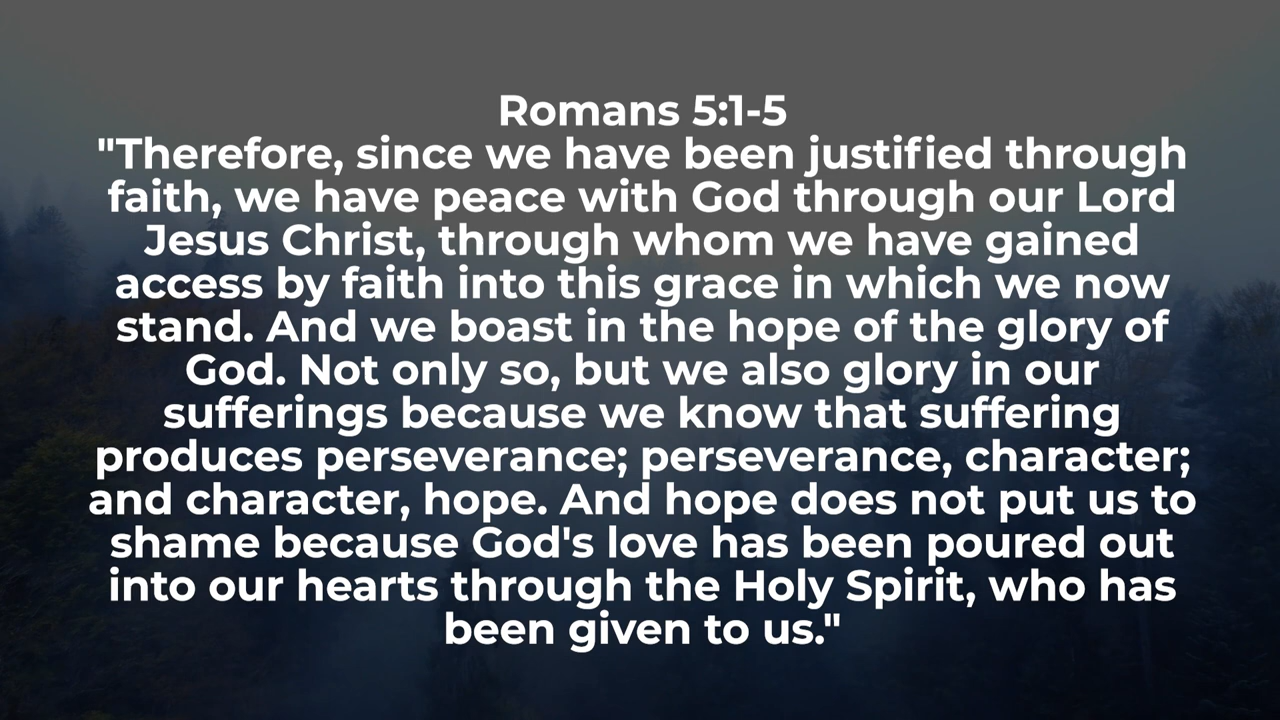 Romans 5:1-5
"Therefore, since we have been justified through
faith, we have peace with God through our Lord
Jesus Christ, through whom we have gained
access by faith into this grace in which we now
stand. And we boast in the hope of the glory of
God. Not only so, but we also glory in our
sufferings because we know that suffering
produces perseverance; perseverance, character;
and character, hope. And hope does not put us to
shame because God's love has been poured out
into our hearts through the Holy Spirit, who has
been given to us."